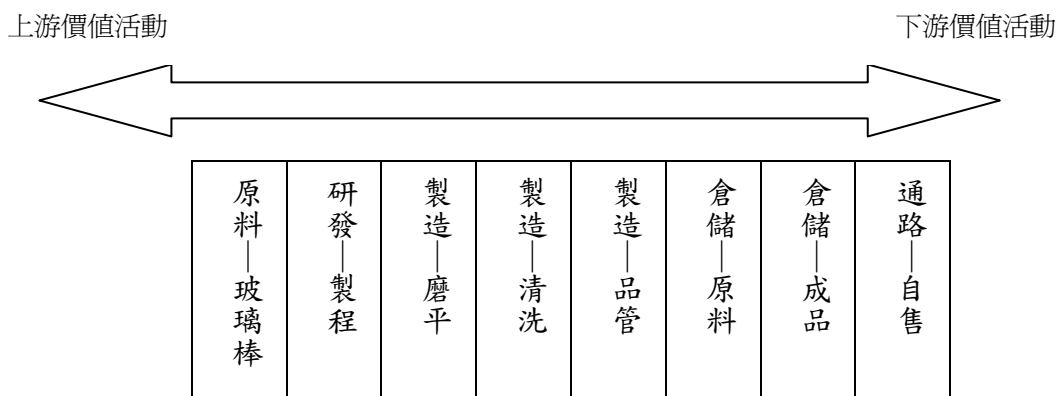 上游價值活動
下游價值活動
原料—玻璃棒
研發—製程
製造—磨平
製造—清洗
製造—品管
倉儲—原料
倉儲—成品
通路—自售